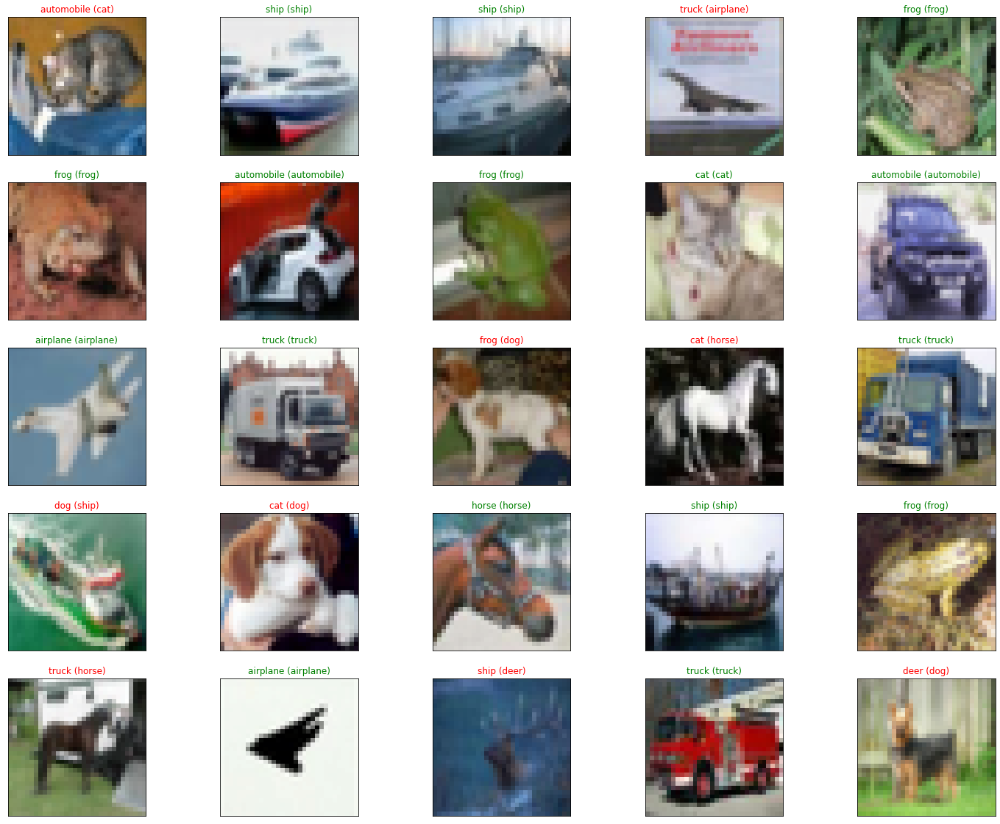 automobile (cat)
ship (ship)
ship (ship)
truck (airplane)
frog (frog)
frog (frog)
automobile (automobile)
frog (frog)
cat (cat)
automobile (automobile)
airplane (airplane)
truck (truck)
frog (dog)
cat (horse)
truck (truck)
dog (ship)
cat (dog)
horse (horse)
ship (ship)
frog (frog)
truck (horse)
airplane (airplane)
ship (deer)
truck (truck)
deer (dog)